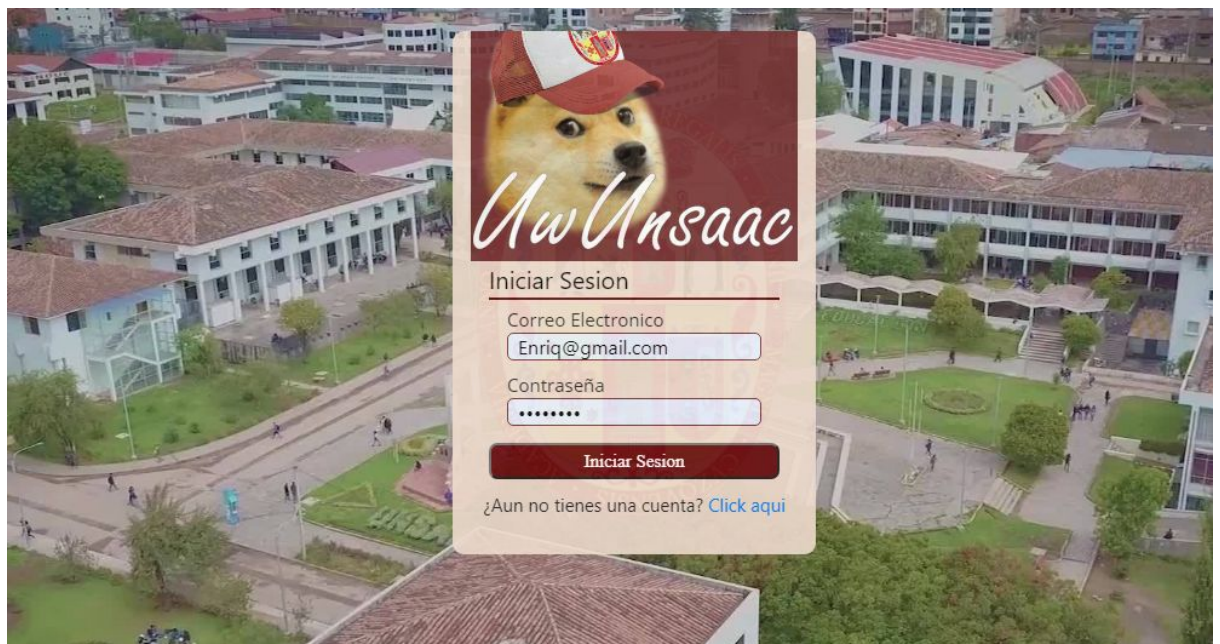 UwUnsaac
Iniciar Sesion
Correo Electronico
Enriq@gmail.com
Contraseña
••••••••
Iniciar Sesion
¿Aun no tienes una cuenta? Click aqui